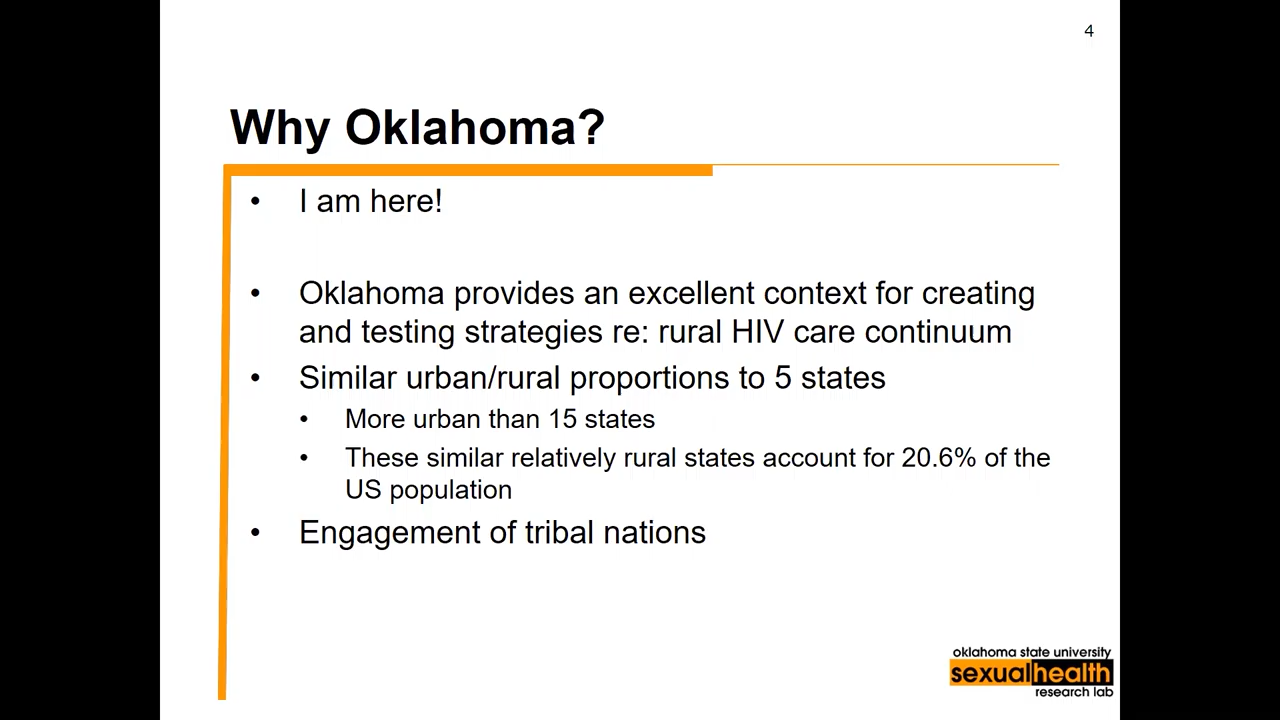 4
Why Oklahoma?
• I am here!
• Oklahoma provides an excellent context for creating
and testing strategies re: rural HIV care continuum
• Similar urban/rural proportions to 5 states
• More urban than 15 states
• These similar relatively rural states account for 20.6% of the
US population
• Engagement of tribal nations
oklahoma state university
sexualhealth
research lab